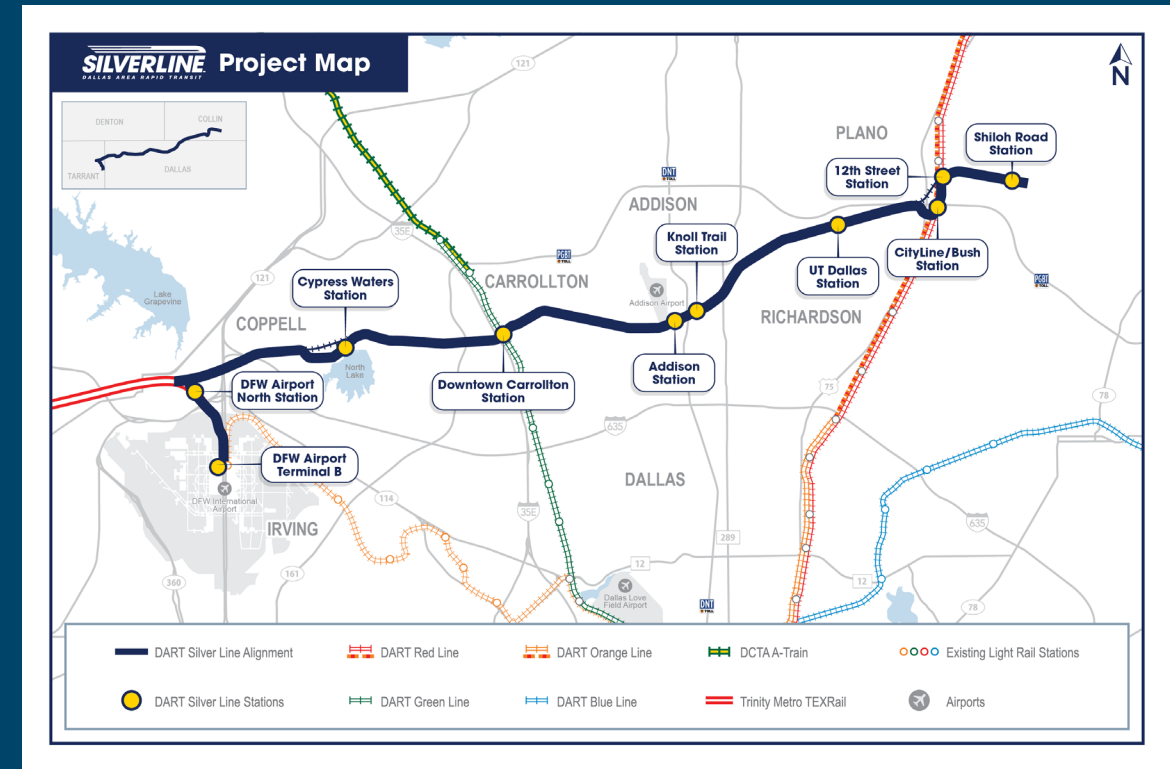 SILVERLINE
DALLAS AREA RAPID TRANSIT
Project Map
N
DENTON
COLLIN
TARRANT
DALLAS
121
PLANO
Shiloh Road
Station
12th Street
Station
DNT
TOLL
ADDISON
Knoll Trail
Station
35E
CityLine/Bush
Station
PGBT
TOLL
UT Dallas
Station
PGBT
TOLL
121
Cypress Waters
Station
CARROLLTON
Lake
Grapevine
Addison Airport
COPPELL
RICHARDSON
North
Lake
Addison
Station
DFW Airport
North Station
Downtown Carrollton
Station
75
78
635
DFW Airport
Terminal B
DALLAS
DFW International
Airport
114
IRVING
35E
635
289
12
360
161
12
Dallas Love
Field Airport
DNT
TOLL
78
DART Silver Line Alignment
DART Red Line
DART Orange Line
DCTA A-Train
Existing Light Rail Stations
DART Silver Line Stations
DART Green Line
DART Blue Line
Trinity Metro TEXRail
Airports